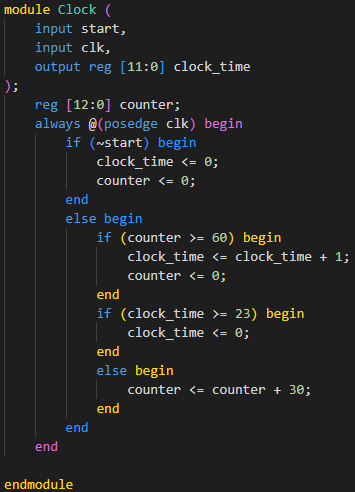 module Clock (
    input start,
    input clk,
    output reg [11:0] clock_time
);
    reg [12:0] counter;
    always @(posedge clk) begin
        if (~start) begin
            clock_time <= 0;
            counter <= 0;
        end
        else begin
            if (counter >= 60) begin
                clock_time <= clock_time + 1;
                counter <= 0;
            end
            if (clock_time >= 23) begin
                clock_time <= 0;
            end
            else begin
                counter <= counter + 30;
            end
        end
    end

endmodule